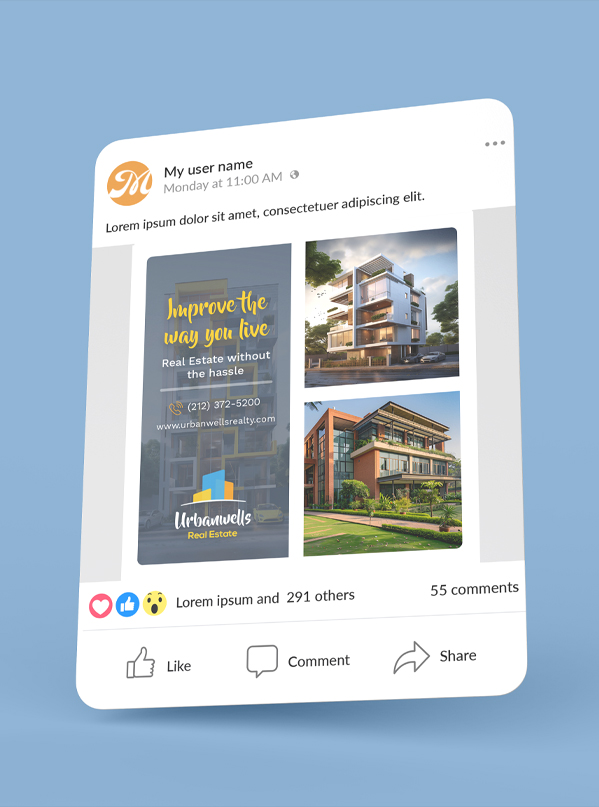 M
My user name
Monday at 11:00 AM
Lorem ipsum dolor sit amet, consectetuer adipiscing elit.
Improve the
way you live
Real Estate without
the hassle
(212) 372-5200
www.urbanwellsrealty.com
Urbanwells
Real Estate
Lorem ipsum and 291 others
55 comments
Like
Comment
Share